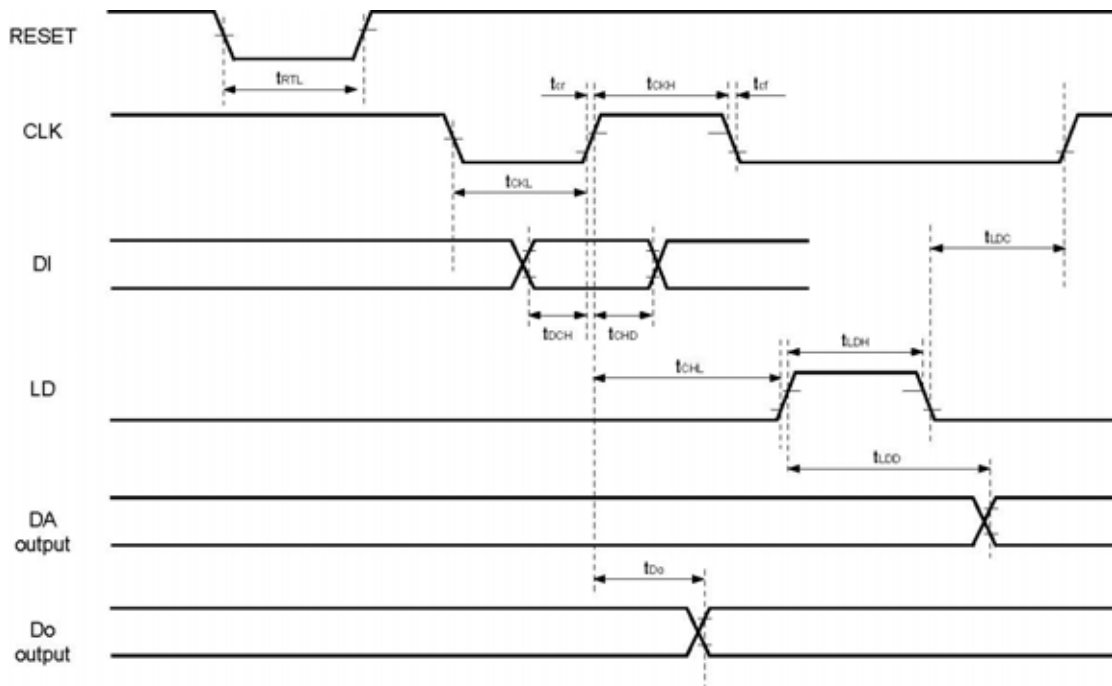 RESET
tRTL
tcr
tCKH
tcf
CLK
tCKL
tLDC
DI
tDCH
tCHD
tLDH
tCHL
LD
tLDD
DA
output
tDo
Do
output